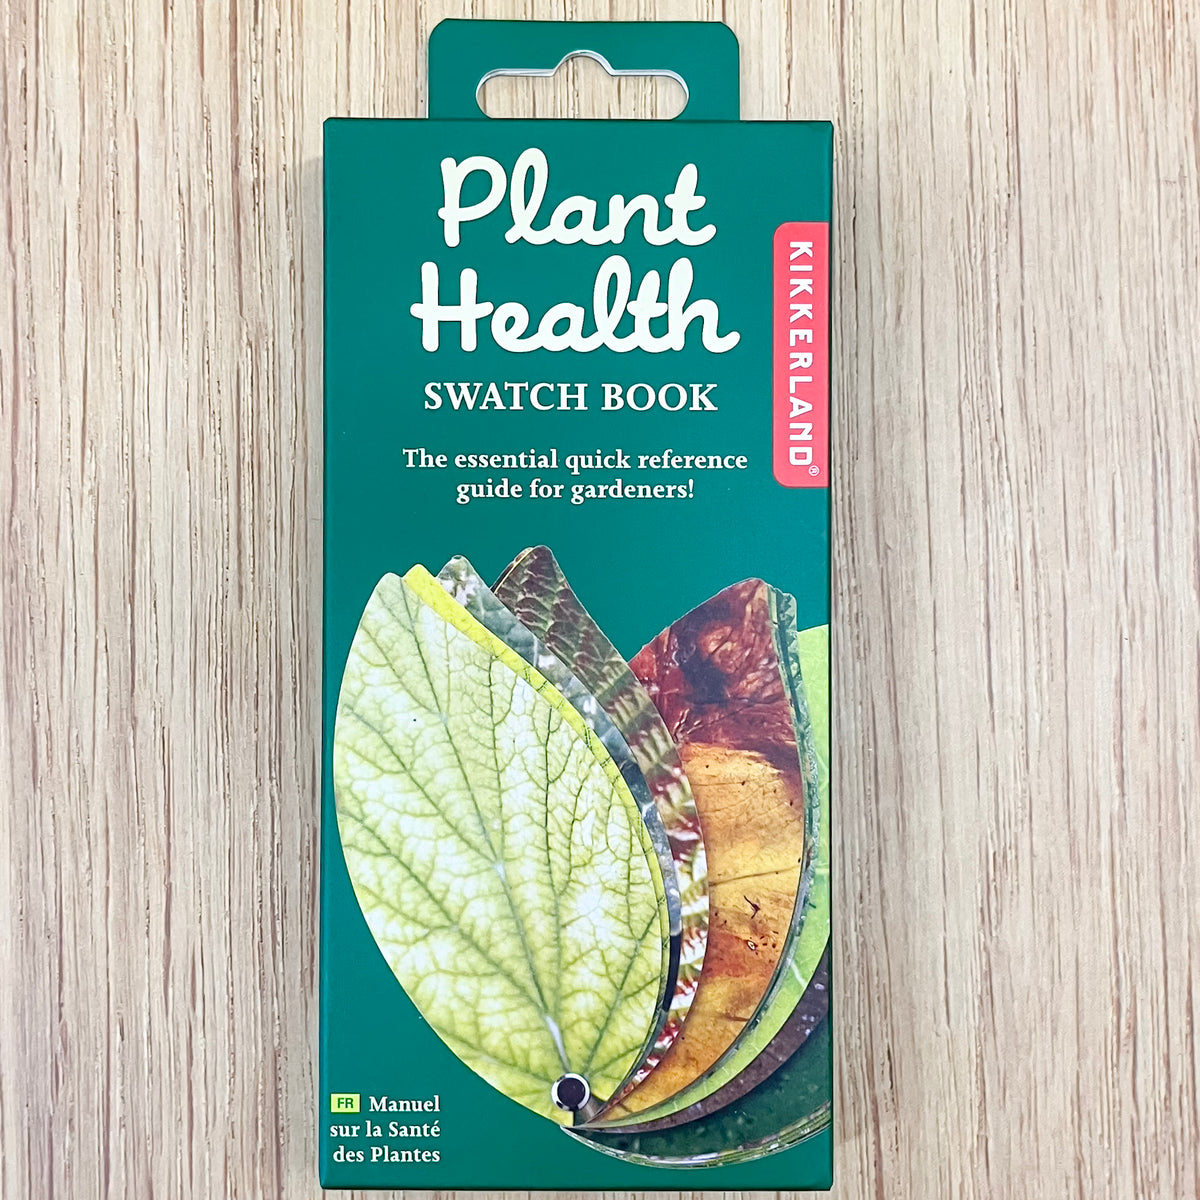 Plant
Health
SWATCH BOOK
The essential quick reference
guide for gardeners!
KIKKERLAND®
FR Manuel
sur la Santé
des Plantes